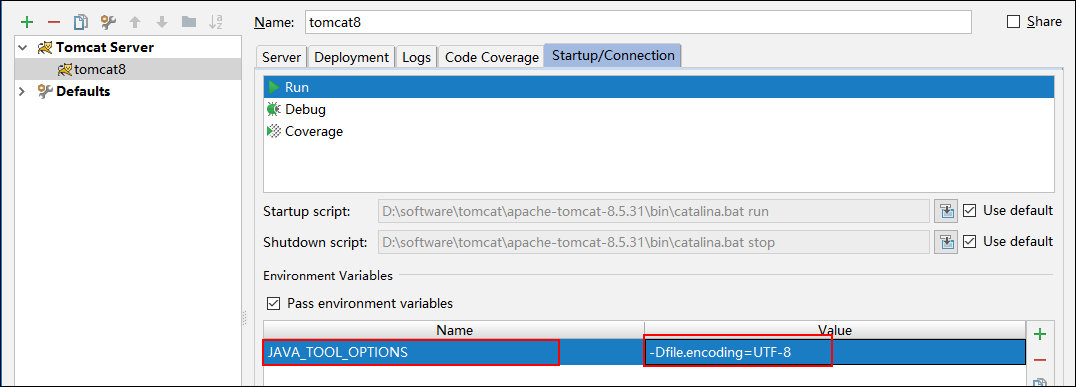 Name: tomcat8 Share
Tomcat Server
tomcat8
Defaults
Server Deployment Logs Code Coverage Startup/Connection
Run
Debug
Coverage
Startup script: D:\software\tomcat\apache-tomcat-8.5.31\bin\catalina.bat run Use default
Shutdown script: D:\software\tomcat\apache-tomcat-8.5.31\bin\catalina.bat stop Use default
Environment Variables
Pass environment variables
Name Value
JAVA_TOOL_OPTIONS -Dfile.encoding=UTF-8